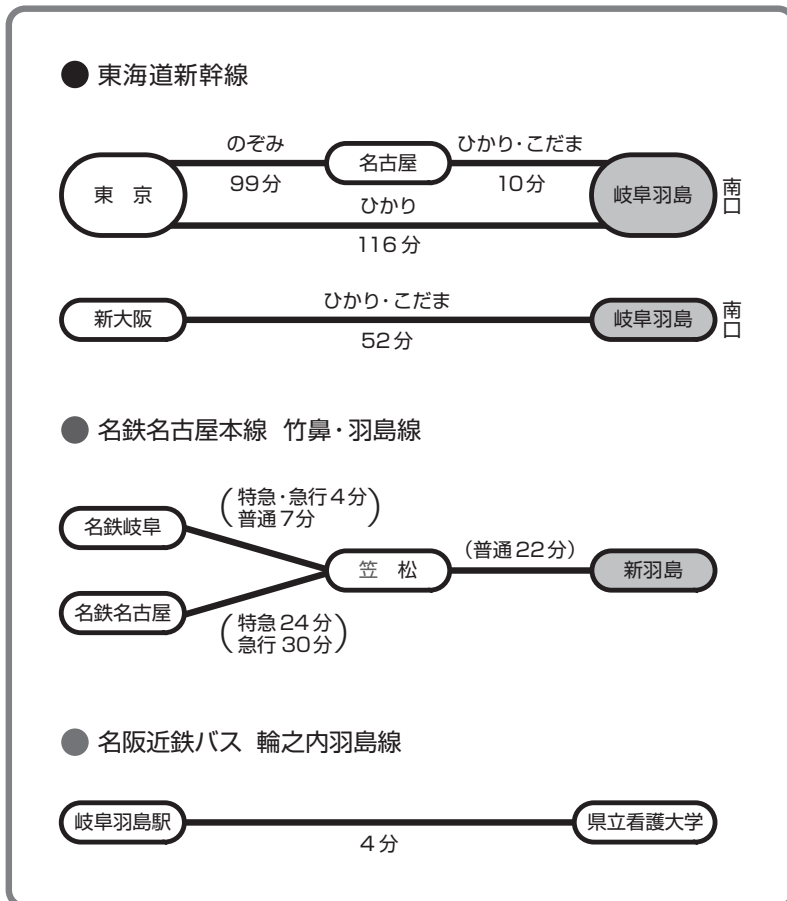 ● 東海道新幹線
のぞみ
名古屋
ひかり・こだま
東 京
99分
10分
岐阜羽島
南口
ひかり
116分
新大阪
ひかり・こだま
52分
岐阜羽島
南口
● 名鉄名古屋本線 竹鼻・羽島線
名鉄岐阜
(特急・急行4分
普通7分)
笠 松
(普通22分)
新羽島
名鉄名古屋
(特急24分
急行30分)
● 名阪近鉄バス 輪之内羽島線
岐阜羽島駅
4分
県立看護大学